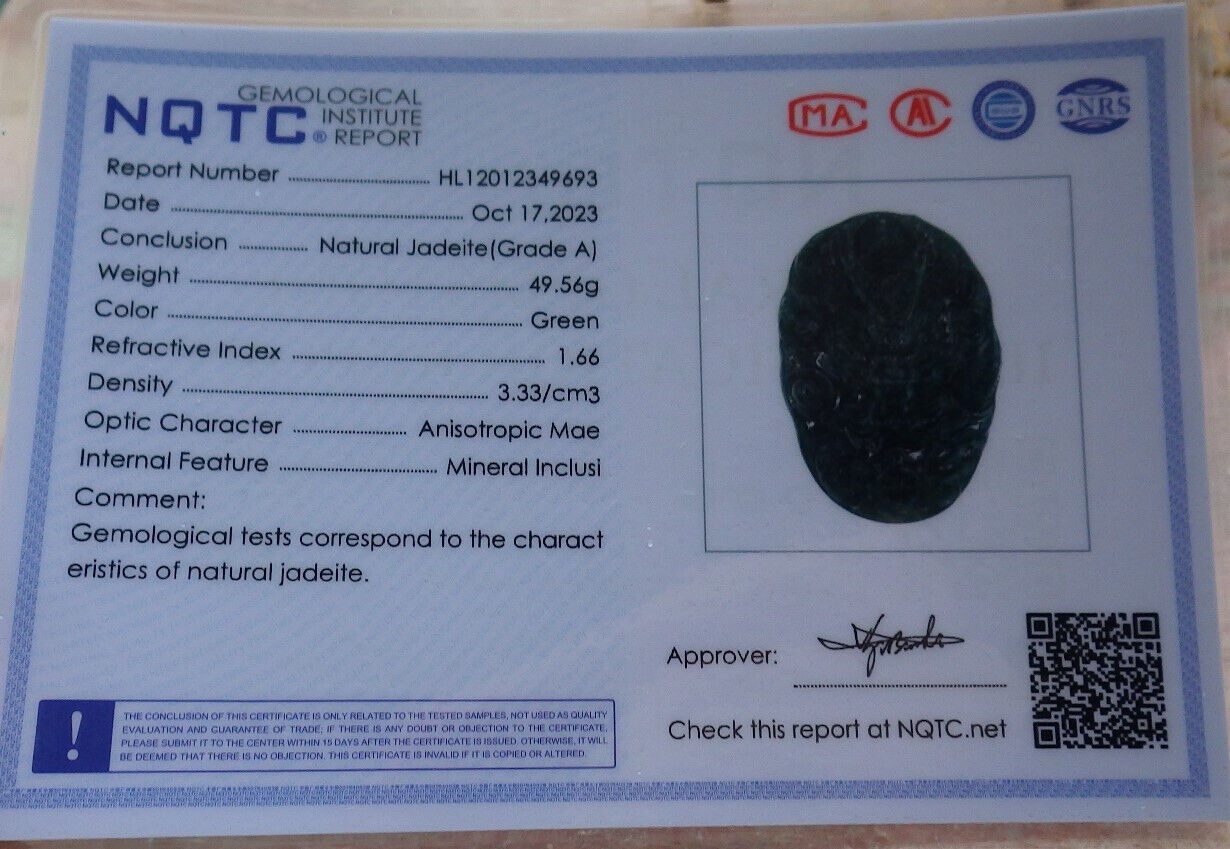 NQTC® GEMOLOGICAL
INSTITUTE
REPORT
MA
GNRS
Report Number ........ HL12012349693
Date ........ Oct 17,2023
Conclusion ........ Natural Jadeite(Grade A)
Weight ........ 49.56g
Color ........ Green
Refractive Index ........ 1.66
Density ........ 3.33/cm3
Optic Character ........ Anisotropic Mae
Internal Feature ........ Mineral Inclusi
Comment:
Gemological tests correspond to the charact
eristics of natural jadeite.
Approver:
Check this report at NQTC.net
! THE CONCLUSION OF THIS CERTIFICATE IS ONLY RELATED TO THE TESTED SAMPLES, NOT USED AS QUALITY
EVALUATION AND GUARANTEE OF TRADE; IF THERE IS ANY DOUBT OR OBJECTION TO THE CERTIFICATE,
PLEASE SUBMIT IT TO THE CENTER WITHIN 15 DAYS AFTER THE CERTIFICATE IS ISSUED. OTHERWISE, IT WILL
BE DEEMED THAT THERE IS NO OBJECTION. THIS CERTIFICATE IS INVALID IF IT IS COPIED OR ALTERED.